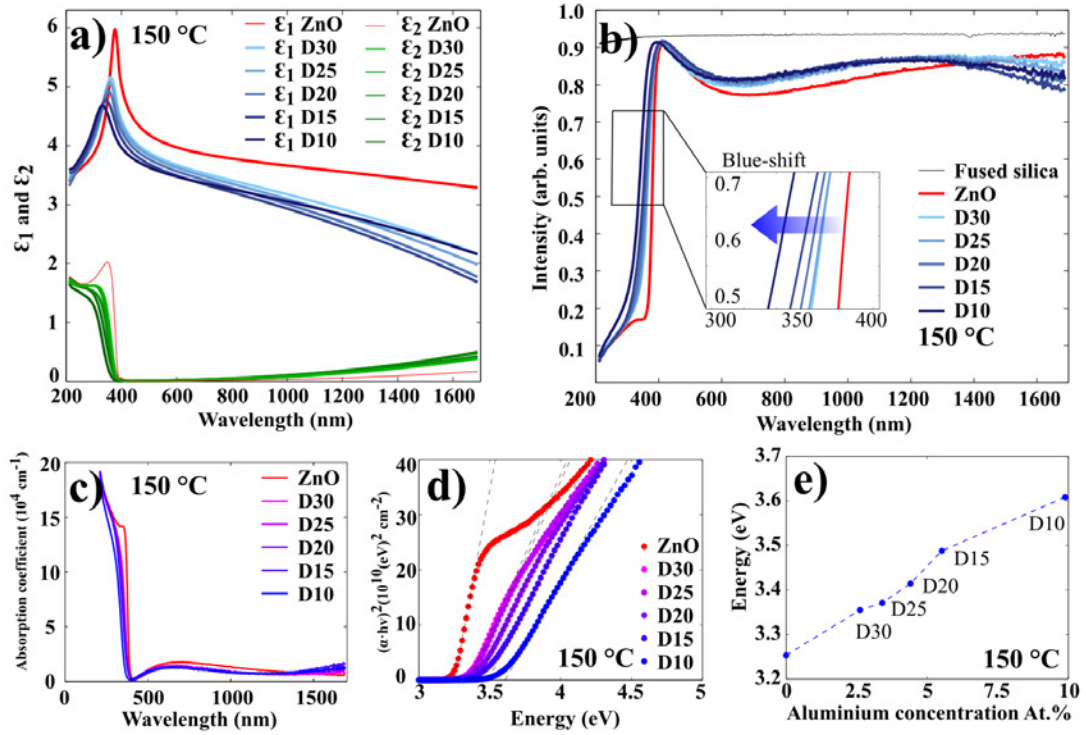 a)
150 °C
6
5
4
3
2
1
0
ε1 and ε2
200 400 600 800 1000 1200 1400 1600
Wavelength (nm)
ε1 ZnO
ε1 D30
ε1 D25
ε1 D20
ε1 D15
ε1 D10
ε2 ZnO
ε2 D30
ε2 D25
ε2 D20
ε2 D15
ε2 D10
b)
1.0
0.9
0.8
0.7
0.6
0.5
0.4
0.3
0.2
0.1
Intensity (arb. units)
200 400 600 800 1000 1200 1400 1600
Wavelength (nm)
Blue-shift
0.7
0.6
0.5
300 350 400
Fused silica
ZnO
D30
D25
D20
D15
D10
150 °C
c)
150 °C
20
15
10
5
0
Absorption coefficient (10⁴ cm⁻¹)
0 500 1000 1500
Wavelength (nm)
ZnO
D30
D25
D20
D15
D10
d)
40
30
20
10
0
(α·hν)²(10¹⁰(eV)² cm⁻²)
3 3.5 4 4.5 5
Energy (eV)
ZnO
D30
D25
D20
D15
D10
150 °C
e)
3.7
3.6
3.5
3.4
3.3
3.2
Energy (eV)
D10
D15
D20
D25
D30
150 °C
0 2.5 5 7.5 10
Aluminium concentration At.%